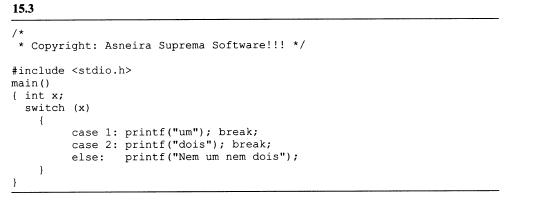 15.3
/*
 * Copyright: Asneira Suprema Software!!! */
#include <stdio.h>
main()
{ int x;
  switch (x)
    {
         case 1: printf("um"); break;
         case 2: printf("dois"); break;
         else:   printf("Nem um nem dois");
    }
}